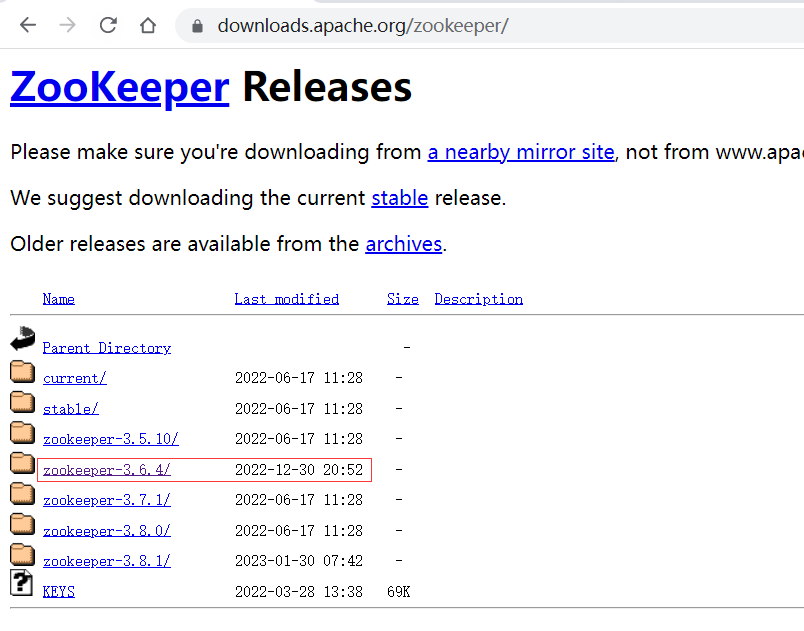 downloads.apache.org/zookeeper/
ZooKeeper Releases
Please make sure you're downloading from a nearby mirror site, not from www.apa
We suggest downloading the current stable release.
Older releases are available from the archives.
Name Last modified Size Description
Parent Directory -
current/ 2022-06-17 11:28 -
stable/ 2022-06-17 11:28 -
zookeeper-3.5.10/ 2022-06-17 11:28 -
zookeeper-3.6.4/ 2022-12-30 20:52 -
zookeeper-3.7.1/ 2022-06-17 11:28 -
zookeeper-3.8.0/ 2022-06-17 11:28 -
zookeeper-3.8.1/ 2023-01-30 07:42 -
KEYS 2022-03-28 13:38 69K